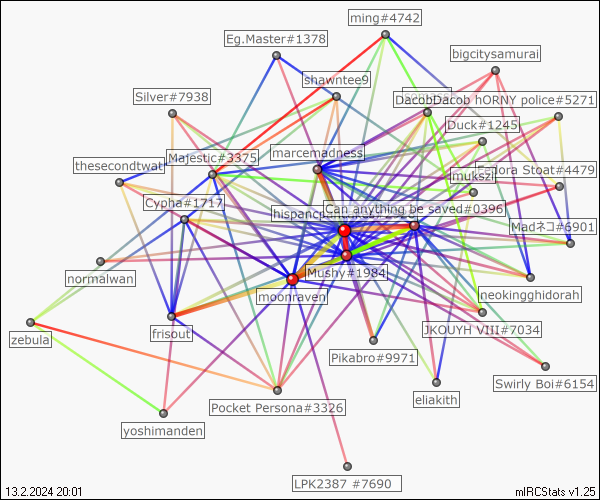 ming#4742
Eg.Master#1378
bigcitysamurai
shawntee9
Silver#7938
DacobDacob
hORNY police#5271
Duck#1245
marcemadness
Majestic#3375
thesecondtwat
Stoat#4479
muksz
Cypha#1717
Can anything be saved#0396
Madネコ#6901
Mushy#1984
normalwan
moonraven
neokingghidorah
JKOUYH VIII#7034
frisout
zebula
Pikabro#9971
Swirly Boi#6154
eliakith
Pocket Persona#3326
yoshimanden
LPK2387 #7690
13.2.2024 20:01
mIRCStats v1.25